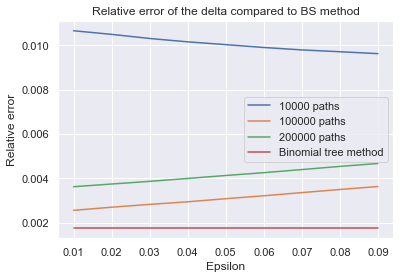 Relative error of the delta compared to BS method
0.010
0.008
0.006
0.004
0.002
Relative error
10000 paths
100000 paths
200000 paths
Binomial tree method
0.01 0.02 0.03 0.04 0.05 0.06 0.07 0.08 0.09
Epsilon